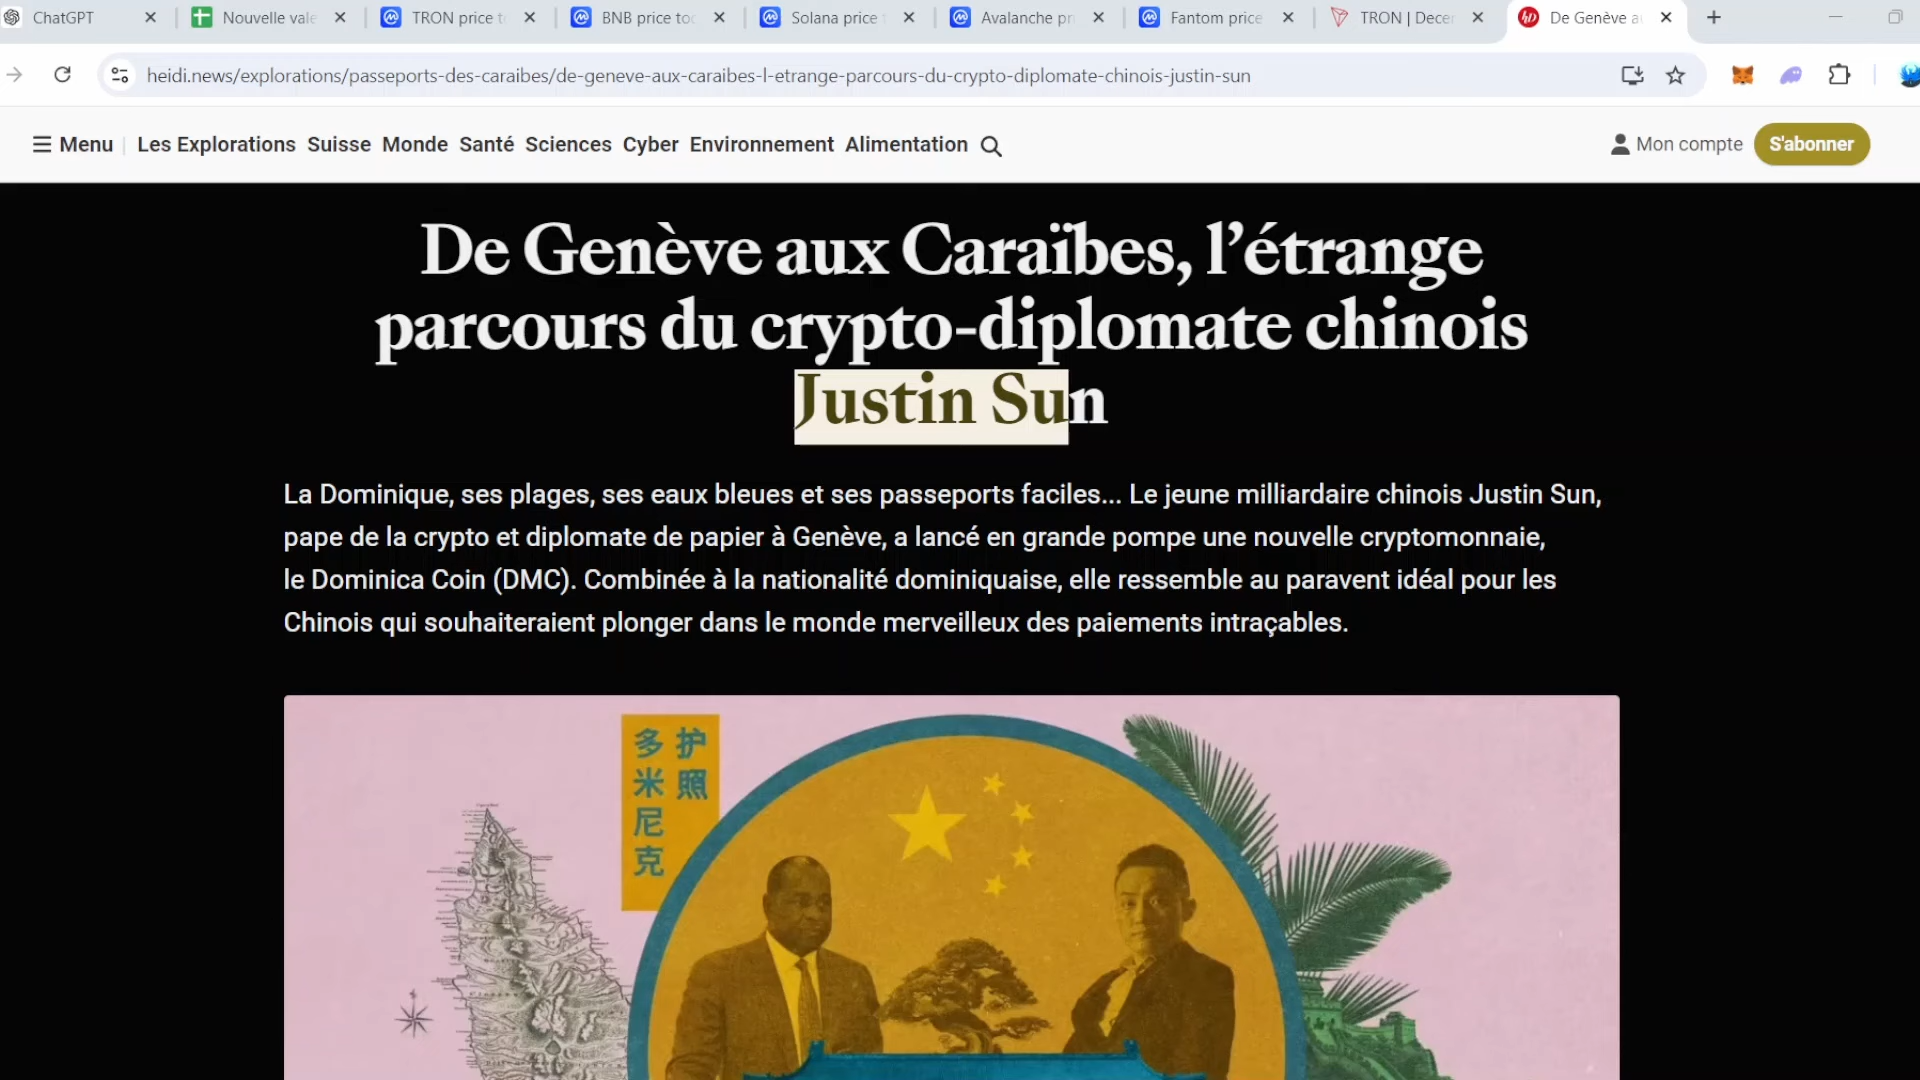 ChatGPT
Nouvelle vale
TRON price t
BNB price too
Solana price t
Avalanche pr
Fantom price
TRON | Dece
De Genève a
heidi.news/explorations/passeports-des-caraibes/de-geneve-aux-caraibes-l-etrange-parcours-du-crypto-diplomate-chinois-justin-sun
Menu Les Explorations Suisse Monde Santé Sciences Cyber Environnement Alimentation
Mon compte S'abonner
De Genève aux Caraïbes, l’étrange
parcours du crypto-diplomate chinois
Justin Sun
La Dominique, ses plages, ses eaux bleues et ses passeports faciles... Le jeune milliardaire chinois Justin Sun,
pape de la crypto et diplomate de papier à Genève, a lancé en grande pompe une nouvelle cryptomonnaie,
le Dominica Coin (DMC). Combinée à la nationalité dominiquaise, elle ressemble au paravent idéal pour les
Chinois qui souhaiteraient plonger dans le monde merveilleux des paiements intraçables.
护照
多米尼克